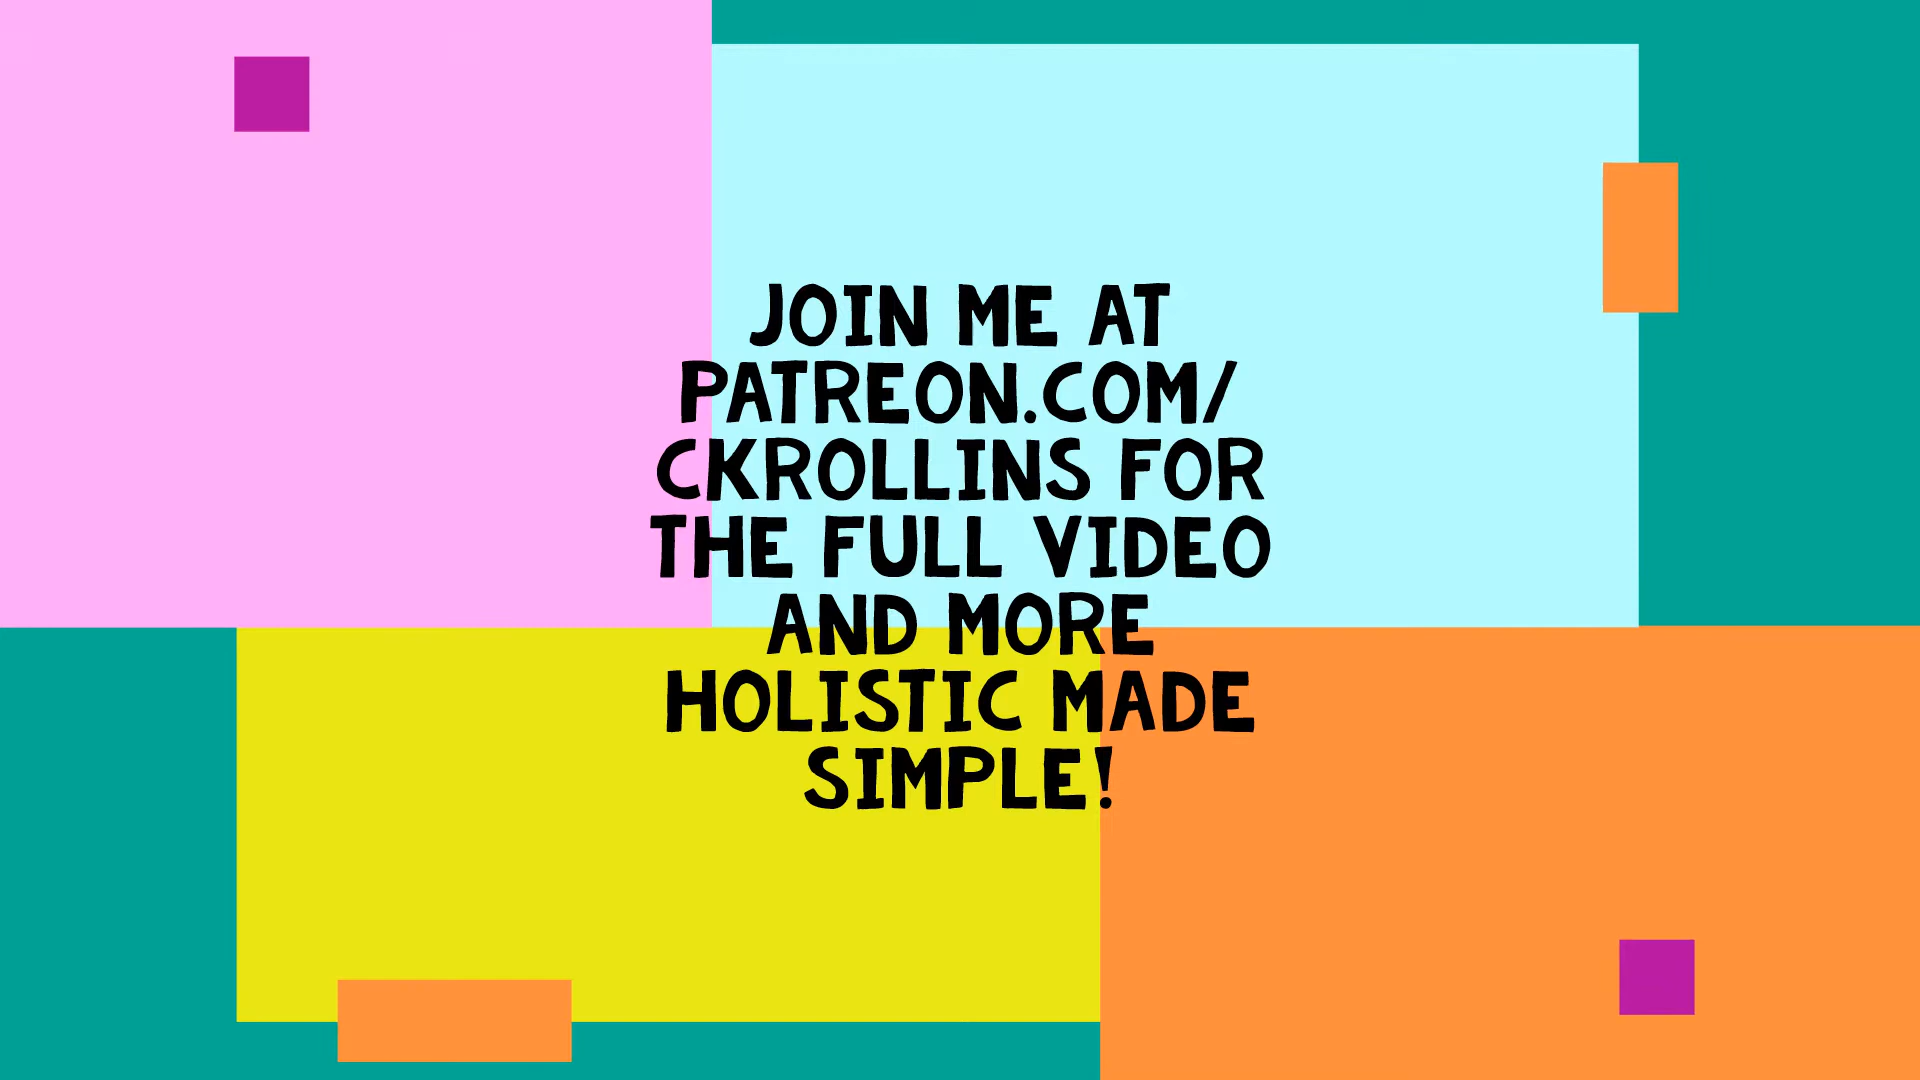 JOIN ME AT
PATREON.COM/
CKROLLINS FOR
THE FULL VIDEO
AND MORE
HOLISTIC MADE
SIMPLE!